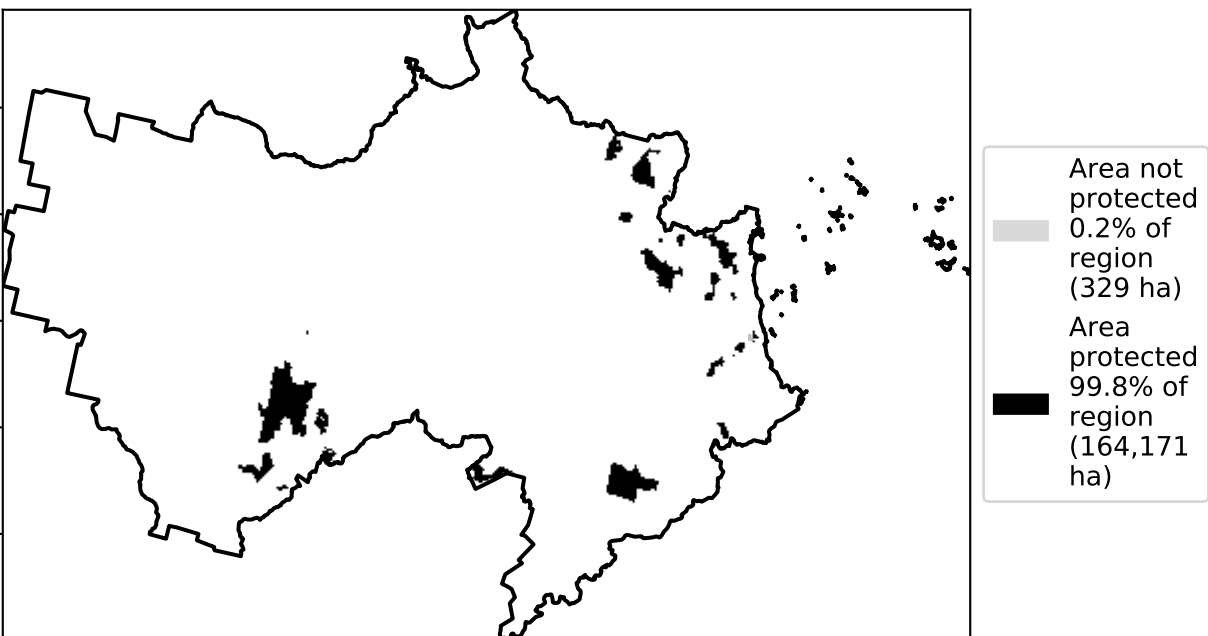 Area not
protected
0.2% of
region
(329 ha)
Area
protected
99.8% of
region
(164,171
ha)